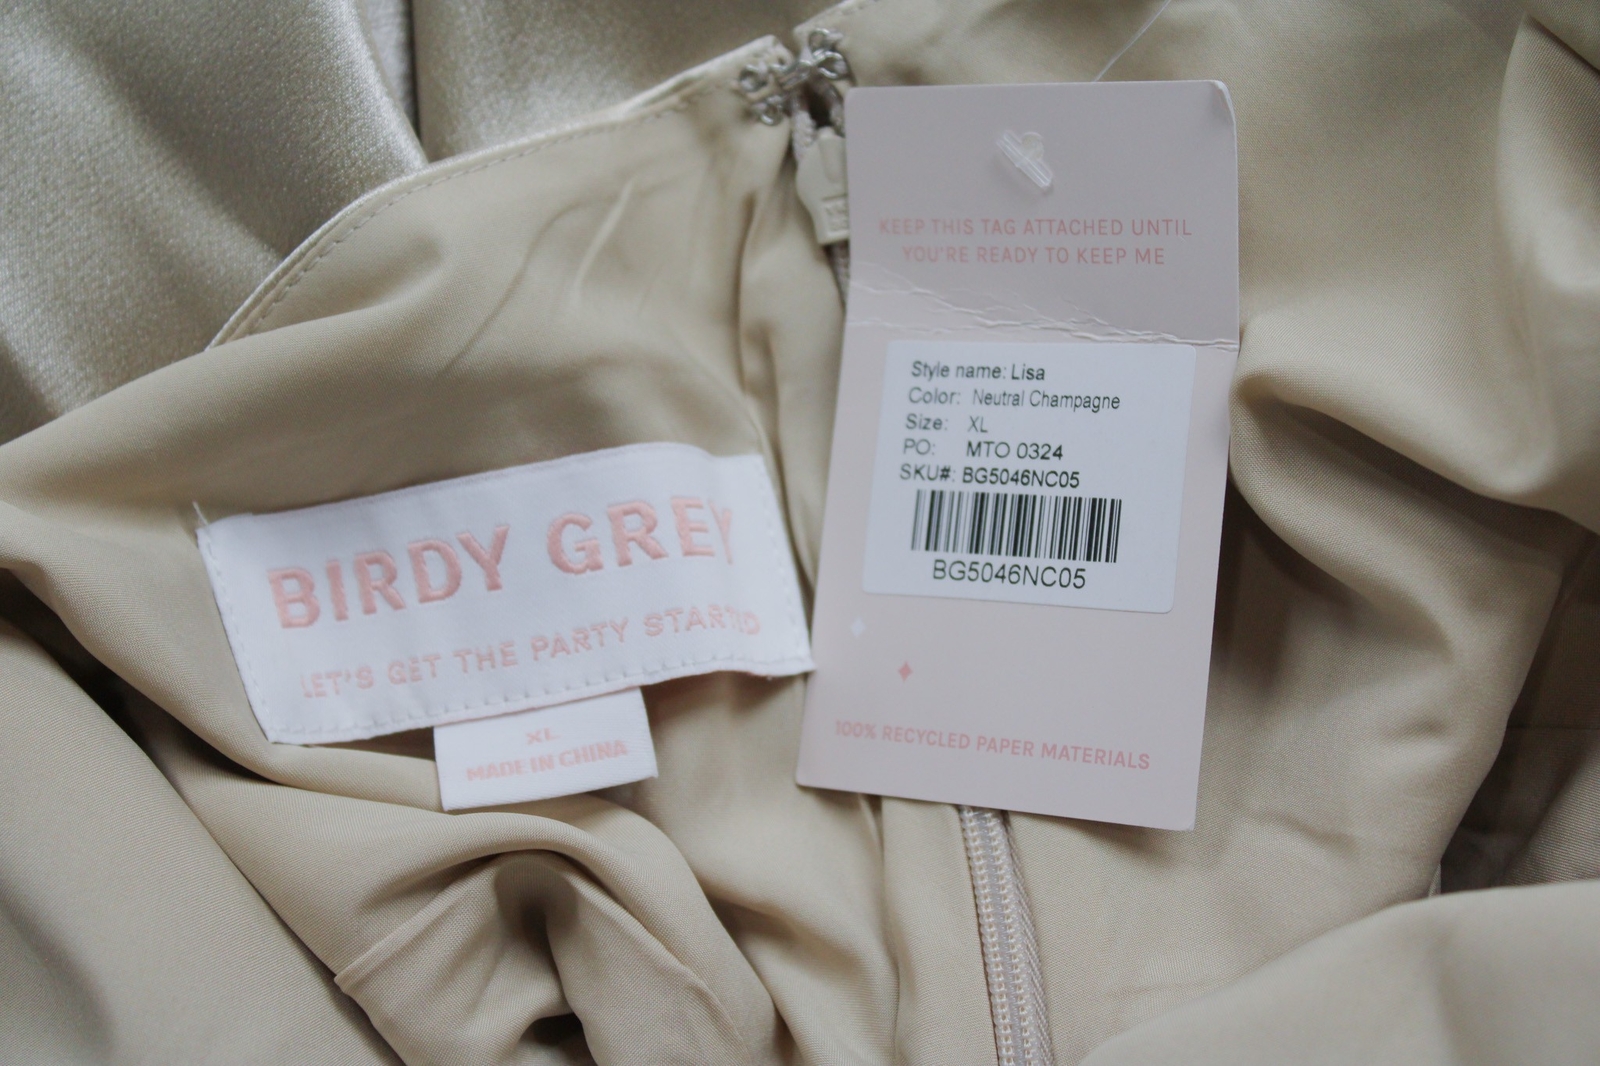 KEEP THIS TAG ATTACHED UNTIL
YOU'RE READY TO KEEP ME
Style name: Lisa
Color: Neutral Champagne
Size: XL
PO: MTO 0324
SKU#: BG5046NC05
BG5046NC05
100% RECYCLED PAPER MATERIALS
BIRDY GREY
LET'S GET THE PARTY STARTED
XL
MADE IN CHINA